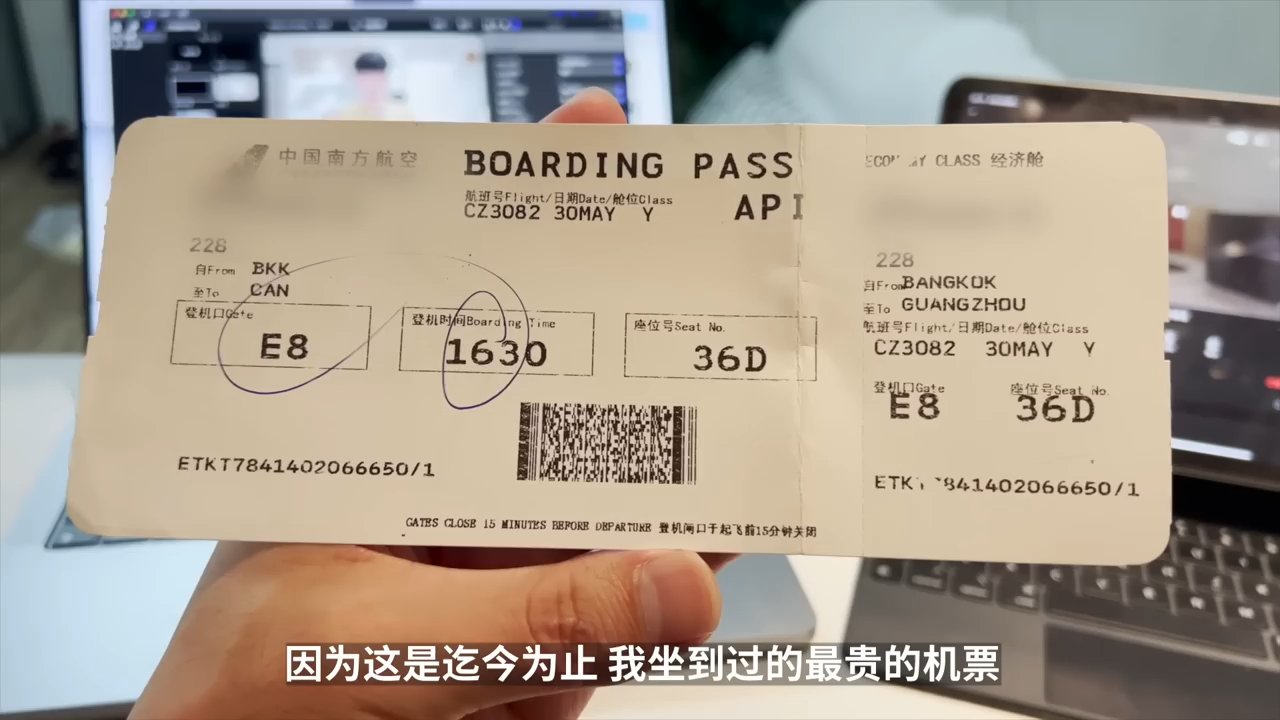 中国南方航空
BOARDING PASS
航班号Flight/日期Date/舱位Class
CZ3082 30MAY Y
API
228
自From BKK
至To CAN
登机口Gate
E8
登机时间Boarding Time
1630
座位号Seat No.
36D
ETKT7841402066650/1
GATES CLOSE 15 MINUTES BEFORE DEPARTURE 登机闸口于起飞前15分钟关闭
CLASS 经济舱
228
自From BANGKOK
至To GUANGZHOU
航班号Flight/日期Date/舱位Class
CZ3082 30MAY Y
登机口Gate
E8
座位号Seat No.
36D
841402066650/1
因为这是迄今为止 我坐到过的最贵的机票